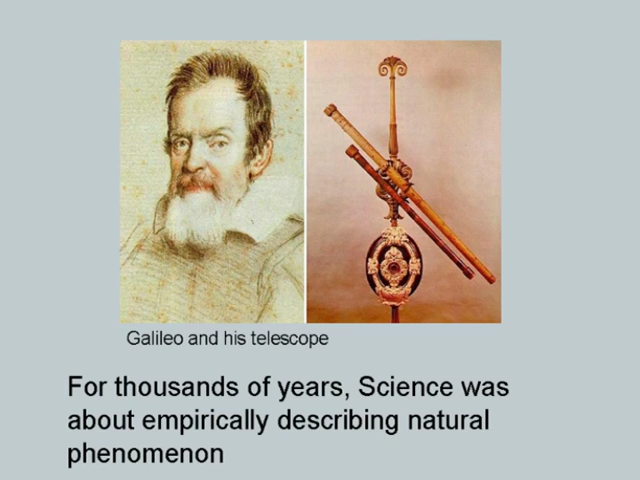 Galileo and his telescope
For thousands of years, Science was
about empirically describing natural
phenomenon